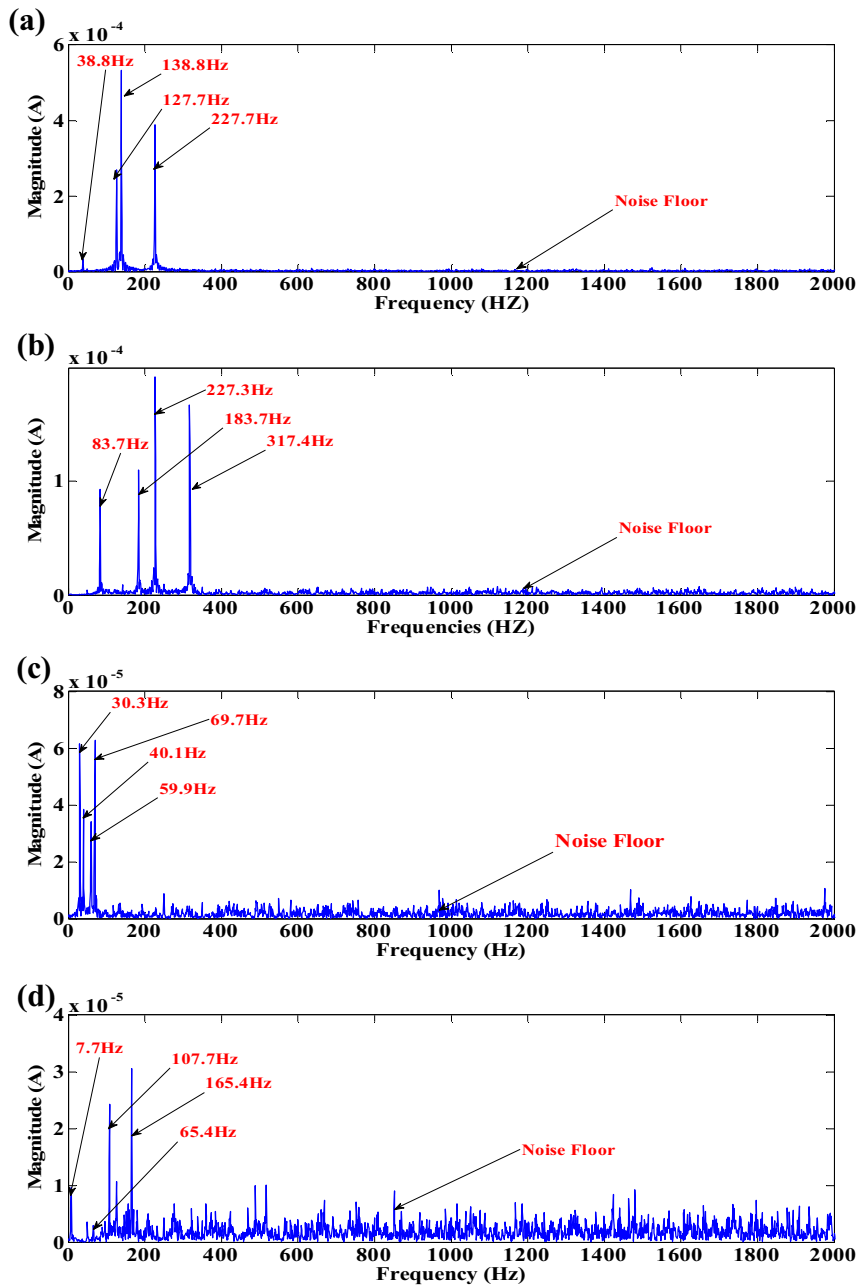 (a)
x 10^-4
6
4
2
0
Magnitude (A)
38.8Hz
138.8Hz
127.7Hz
227.7Hz
Noise Floor
0 200 400 600 800 1000 1200 1400 1600 1800 2000
Frequency (HZ)
(b)
x 10^-4
1
0
Magnitude (A)
227.3Hz
183.7Hz
83.7Hz
317.4Hz
Noise Floor
0 200 400 600 800 1000 1200 1400 1600 1800 2000
Frequencies (HZ)
(c)
x 10^-5
8
6
4
2
0
Magnitude (A)
30.3Hz
69.7Hz
40.1Hz
59.9Hz
Noise Floor
0 200 400 600 800 1000 1200 1400 1600 1800 2000
Frequency (Hz)
(d)
x 10^-5
4
3
2
1
0
Magnitude (A)
7.7Hz
107.7Hz
165.4Hz
65.4Hz
Noise Floor
0 200 400 600 800 1000 1200 1400 1600 1800 2000
Frequency (Hz)